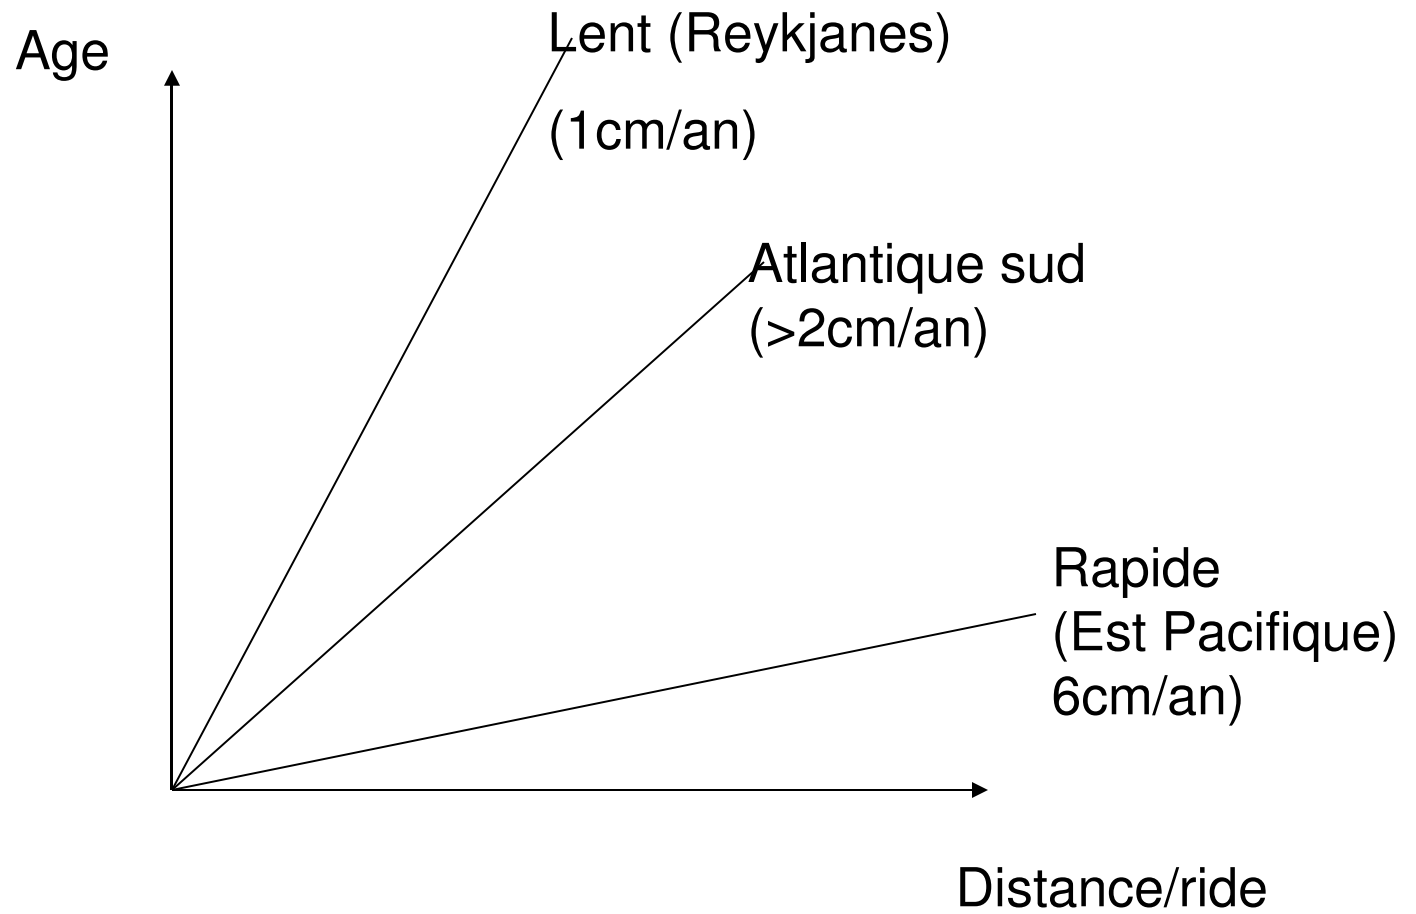 Age
Lent (Reykjanes)
(1cm/an)
Atlantique sud
(>2cm/an)
Rapide
(Est Pacifique)
6cm/an)
Distance/ride